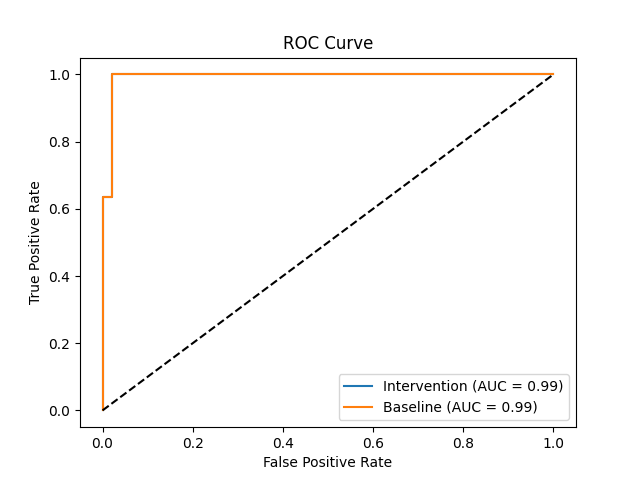 ROC Curve
1.0
0.8
0.6
0.4
0.2
0.0
True Positive Rate
Intervention (AUC = 0.99)
Baseline (AUC = 0.99)
0.0 0.2 0.4 0.6 0.8 1.0
False Positive Rate